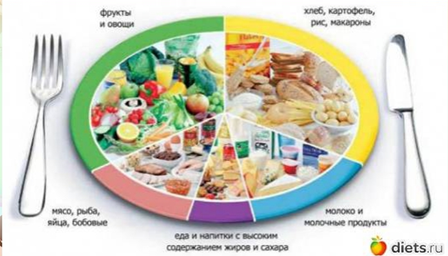 фрукты
и овощи
хлеб, картофель,
рис, макароны
мясо, рыба,
яйца, бобовые
еда и напитки с высоким
содержанием жиров и сахара
молоко и
молочные продукты
diets.ru